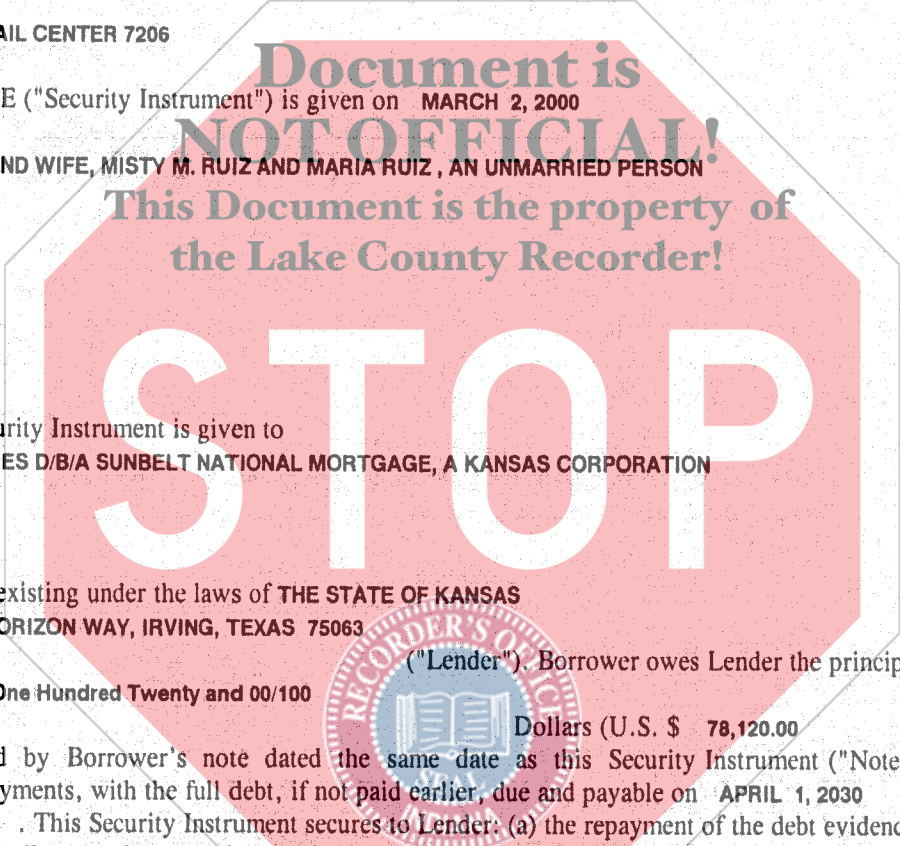 AIL CENTER 7206
Document is
E ("Security Instrument") is given on MARCH 2, 2000
NOT OFFICIAL!
ND WIFE, MISTY M. RUIZ AND MARIA RUIZ , AN UNMARRIED PERSON
This Document is the property of
the Lake County Recorder!
STOP
urity Instrument is given to
ES D/B/A SUNBELT NATIONAL MORTGAGE, A KANSAS CORPORATION
existing under the laws of THE STATE OF KANSAS
ORIZON WAY, IRVING, TEXAS 75063
RECORDER'S OFFICE
("Lender"). Borrower owes Lender the princip
One Hundred Twenty and 00/100
Dollars (U.S. $ 78,120.00
d by Borrower's note dated the same date as this Security Instrument ("Note
SEAL
yments, with the full debt, if not paid earlier, due and payable on APRIL 1, 2030
. This Security Instrument secures to Lender: (a) the repayment of the debt evidenc